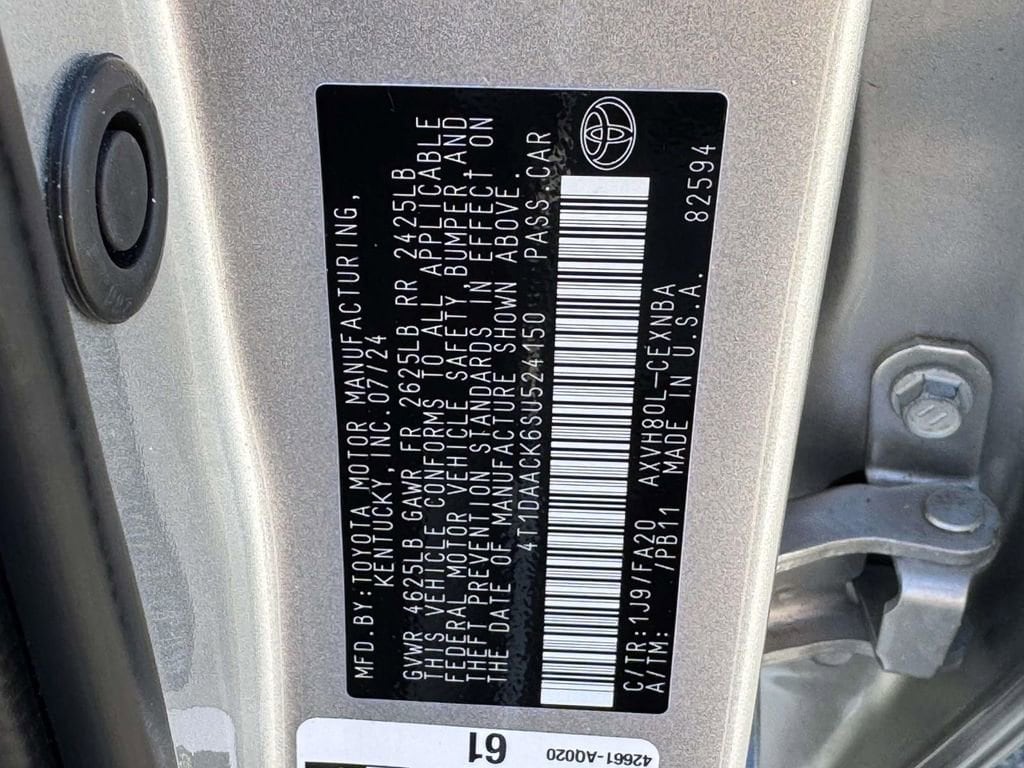 MFD.BY:TOYOTA MOTOR MANUFACTURING,
KENTUCKY, INC.07/24
GVWR 4625LB GAWR FR 2625LB RR 2425LB
THIS VEHICLE CONFORMS TO ALL APPLICABLE
FEDERAL MOTOR VEHICLE SAFETY, BUMPER,AND
THEFT PREVENTION STANDARDS IN EFFECT ON
THE DATE OF MANUFACTURE SHOWN ABOVE.
4T1DAACK6SU524150 PASS.CAR
C/TR:1J9/FA20 AXVH80L-CEXNBA
A/TM: /PB11 MADE IN U.S.A. 82594
61
42661-AQ020